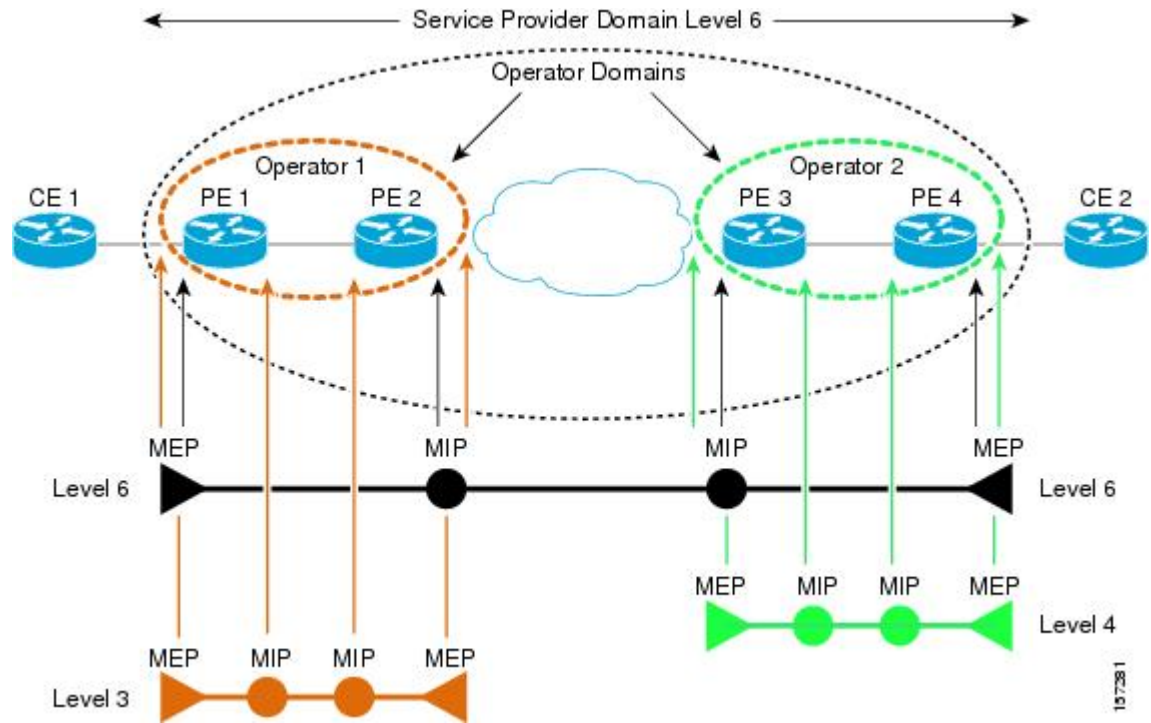 Service Provider Domain Level 6
Operator Domains
Operator 1
Operator 2
CE 1
PE 1
PE 2
PE 3
PE 4
CE 2
MEP
MIP
MIP
MEP
Level 6
Level 6
MEP
MIP
MIP
MEP
Level 4
MEP
MIP
MIP
MEP
Level 3
157281